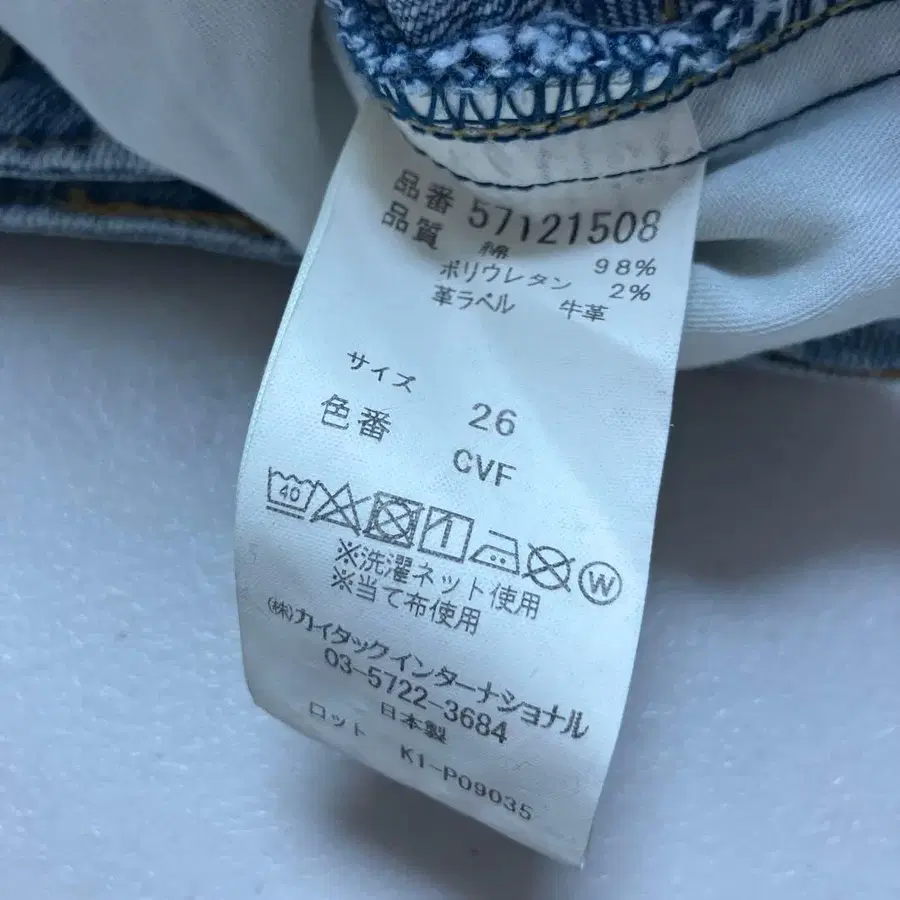 品番 57121508
品質 綿 98%
ポリウレタン 2%
革ラベル 牛革
サイズ 26
色番 CVF
40 W
※洗濯ネット使用
※当て布使用
(株)カイタックインターナショナル
03-5722-3684
日本製
ロット K1-P09035